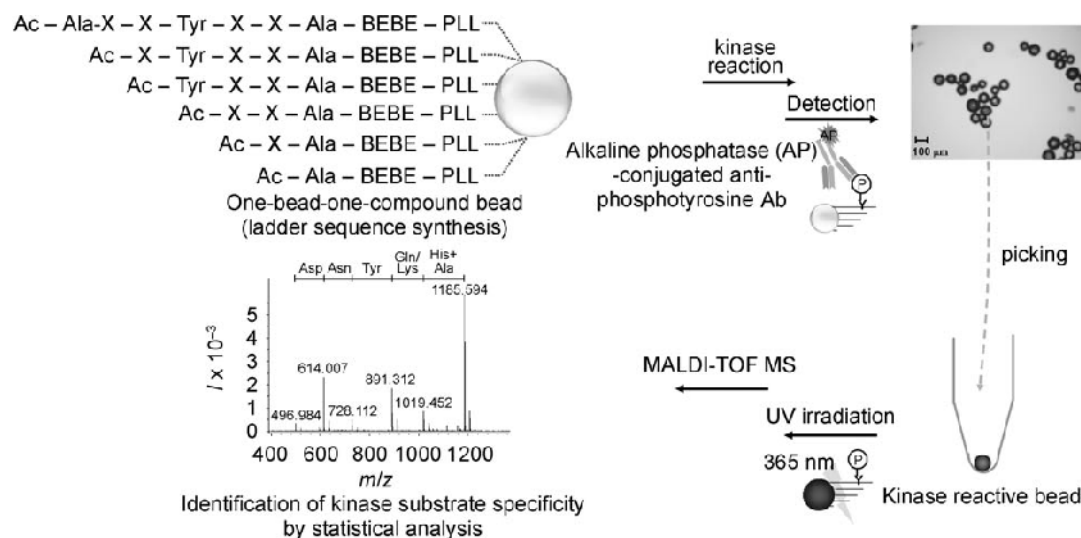 Ac – Ala-X – X – Tyr – X – X – Ala – BEBE – PLL
Ac – X – Tyr – X – X – Ala – BEBE – PLL
Ac – Tyr – X – X – Ala – BEBE – PLL
Ac – X – X – Ala – BEBE – PLL
Ac – X – Ala – BEBE – PLL
Ac – Ala – BEBE – PLL
One-bead-one-compound bead
(ladder sequence synthesis)
kinase
reaction
Detection
AP
Alkaline phosphatase (AP)
-conjugated anti-
phosphotyrosine Ab
P
100 μm
picking
Asp Asn Tyr Gln/ His+
Lys Ala
1185.594
5
4
3
2
1
0
I x 10⁻³
614.007
891.312
496.984
728.112
1019.452
400 600 800 1000 1200
m/z
Identification of kinase substrate specificity
by statistical analysis
MALDI-TOF MS
UV irradiation
365 nm
P
Kinase reactive bead